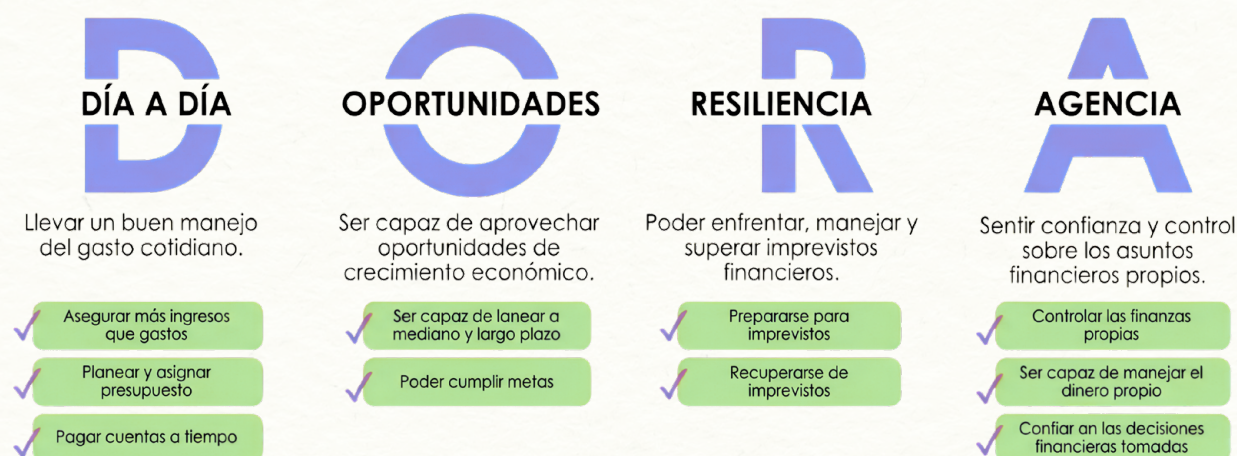 DÍA A DÍA
Llevar un buen manejo
del gasto cotidiano.
Asegurar más ingresos
que gastos
Planear y asignar
presupuesto
Pagar cuentas a tiempo
OPORTUNIDADES
Ser capaz de aprovechar
oportunidades de
crecimiento económico.
Ser capaz de lanear a
mediano y largo plazo
Poder cumplir metas
RESILIENCIA
Poder enfrentar, manejar y
superar imprevistos
financieros.
Prepararse para
imprevistos
Recuperarse de
imprevistos
AGENCIA
Sentir confianza y control
sobre los asuntos
financieros propios.
Controlar las finanzas
propias
Ser capaz de manejar el
dinero propio
Confiar an las decisiones
financieras tomadas